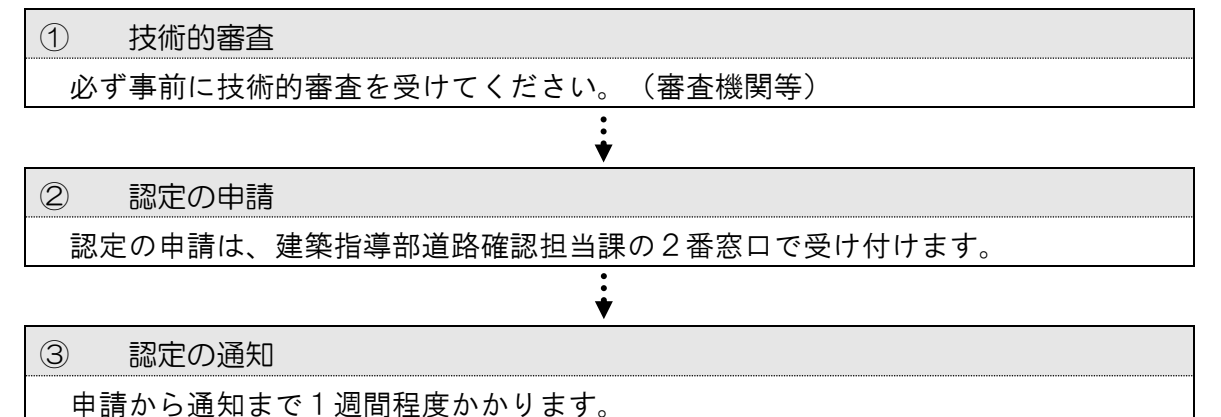 ① 技術的審査
必ず事前に技術的審査を受けてください。（審査機関等）
② 認定の申請
認定の申請は、建築指導部道路確認担当課の２番窓口で受け付けます。
③ 認定の通知
申請から通知まで１週間程度かかります。